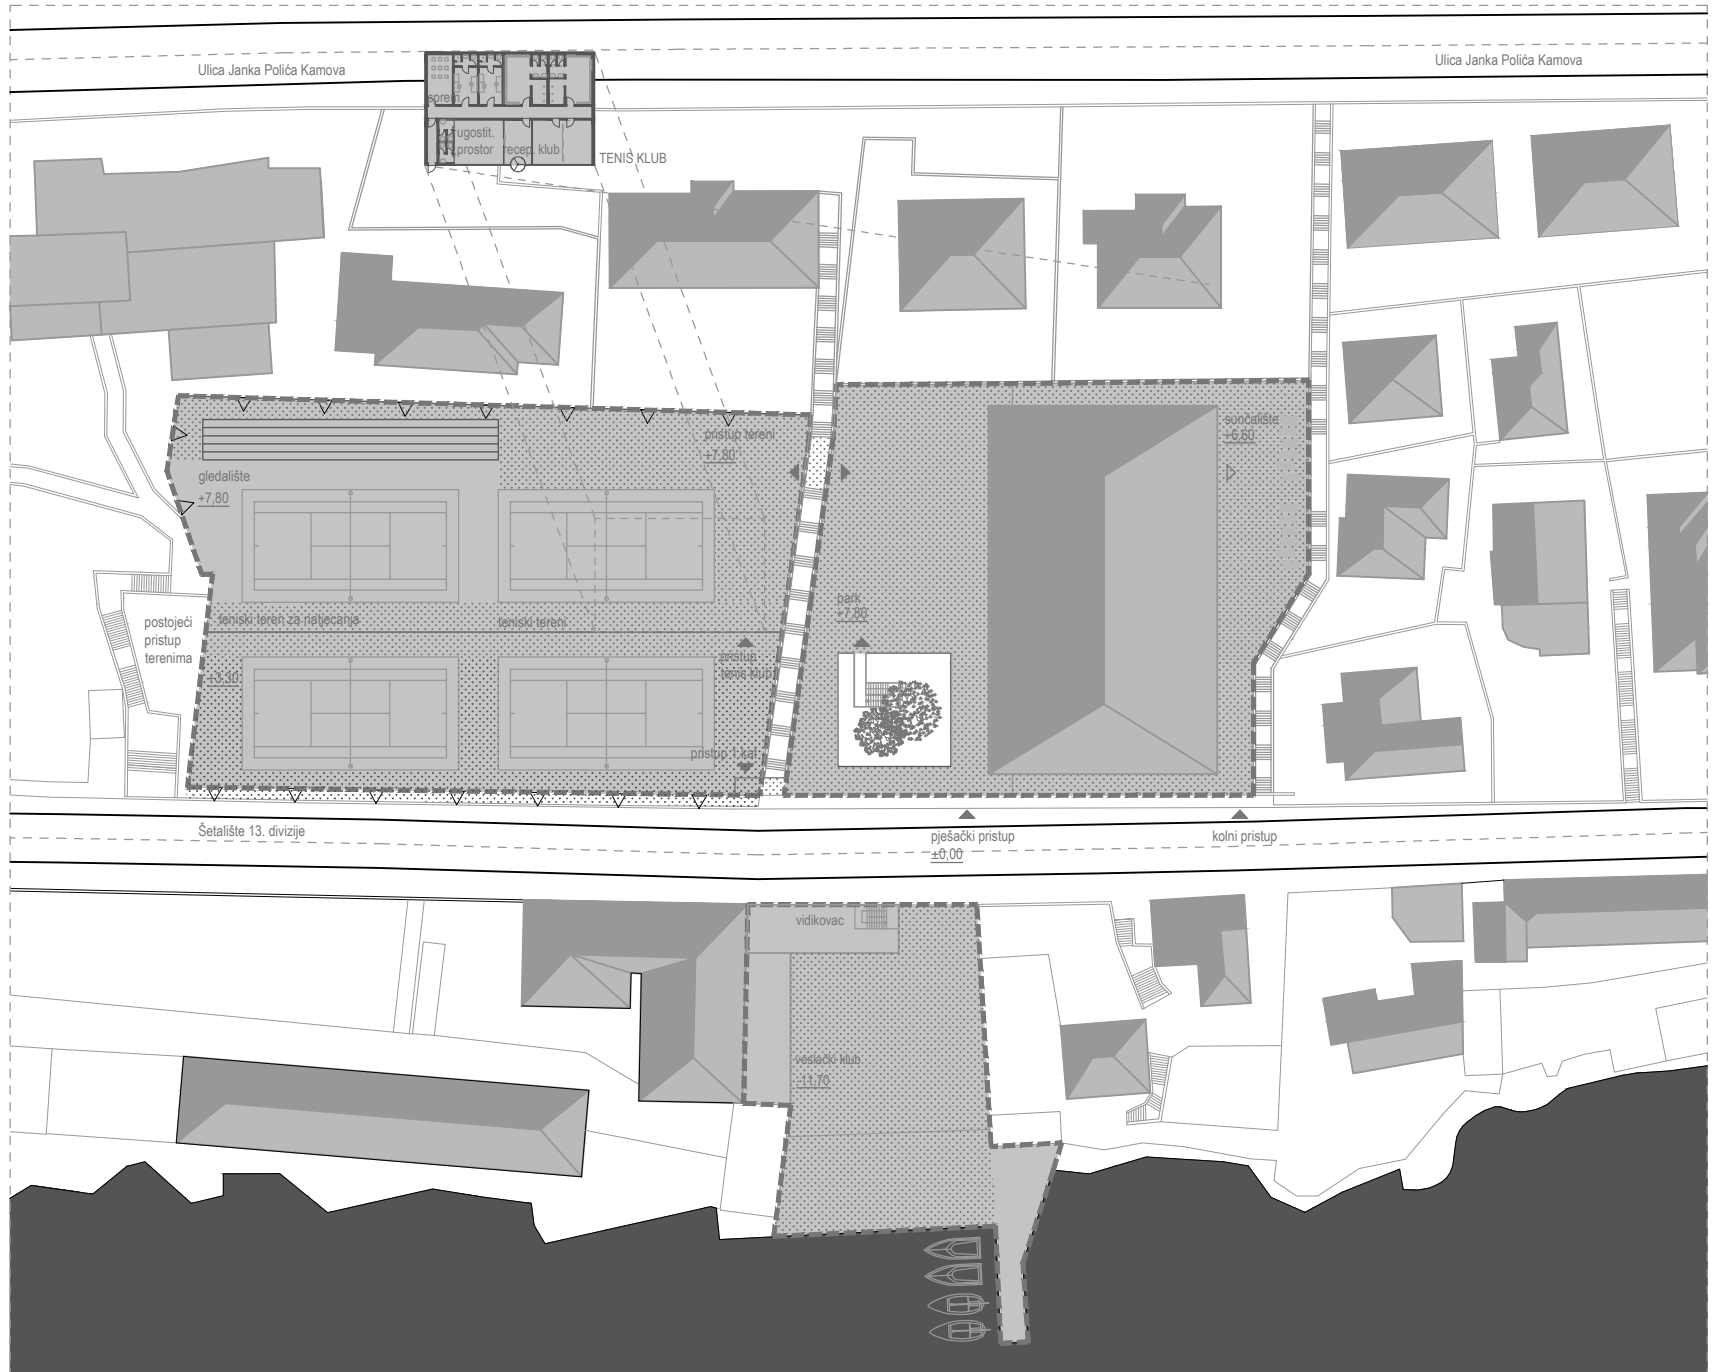 Ulica Janka Polića Kamova
Ulica Janka Polića Kamova
sprem.
ugostit.
prostor
recep.
klub
TENIS KLUB
pristup tereni
+7,80
sunčalište
+6,60
gledalište
+7,80
park
+7,80
postojeći
pristup
terenima
teniski teren za natjecanja
teniski tereni
+3,30
pristup
tenis klub
pristup 1.kat
Šetalište 13. divizije
pješački pristup
±0,00
kolni pristup
vidikovac
veslački klub
-11,70